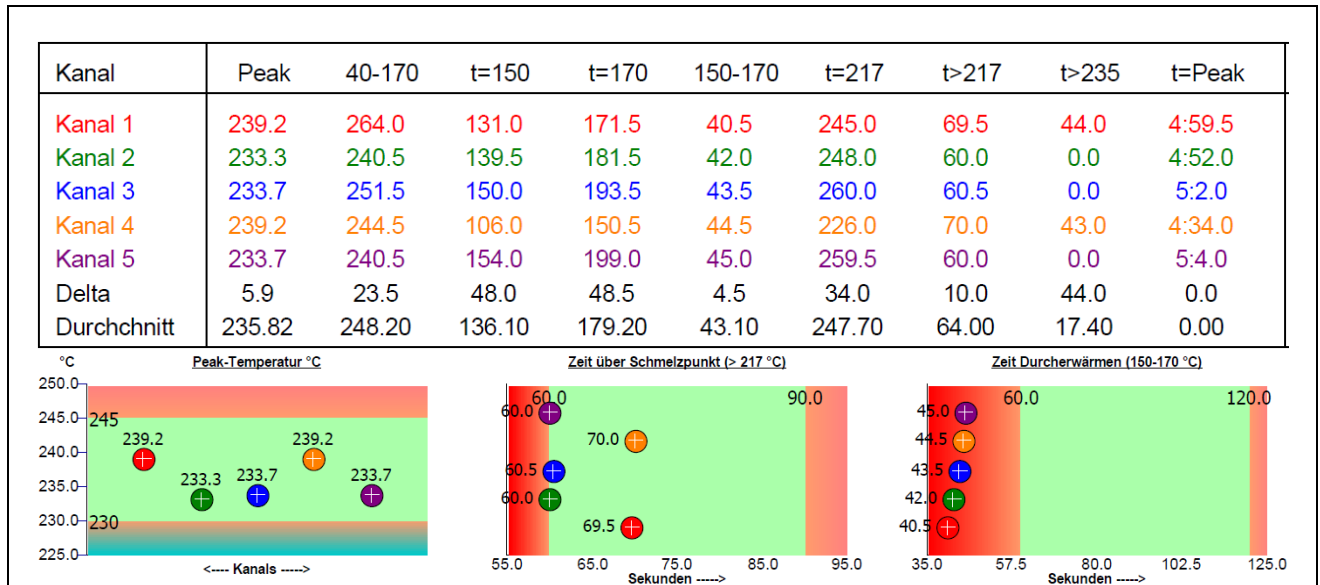 Kanal Peak 40-170 t=150 t=170 150-170 t=217 t>217 t>235 t=Peak
Kanal 1 239.2 264.0 131.0 171.5 40.5 245.0 69.5 44.0 4:59.5
Kanal 2 233.3 240.5 139.5 181.5 42.0 248.0 60.0 0.0 4:52.0
Kanal 3 233.7 251.5 150.0 193.5 43.5 260.0 60.5 0.0 5:2.0
Kanal 4 239.2 244.5 106.0 150.5 44.5 226.0 70.0 43.0 4:34.0
Kanal 5 233.7 240.5 154.0 199.0 45.0 259.5 60.0 0.0 5:4.0
Delta 5.9 23.5 48.0 48.5 4.5 34.0 10.0 44.0 0.0
Durchchnitt 235.82 248.20 136.10 179.20 43.10 247.70 64.00 17.40 0.00
°C Peak-Temperatur °C
250.0
245.0 245
240.0 239.2 239.2
235.0 233.3 233.7 233.7
230.0 230
225.0
<---- Kanals ----->
Zeit über Schmelzpunkt (> 217 °C)
60.0 90.0
60.0
70.0
60.5
60.0
69.5
55.0 65.0 75.0 85.0 95.0
Sekunden ----->
Zeit Durcherwärmen (150-170 °C)
60.0 120.0
45.0
44.5
43.5
42.0
40.5
35.0 57.5 80.0 102.5 125.0
Sekunden ----->